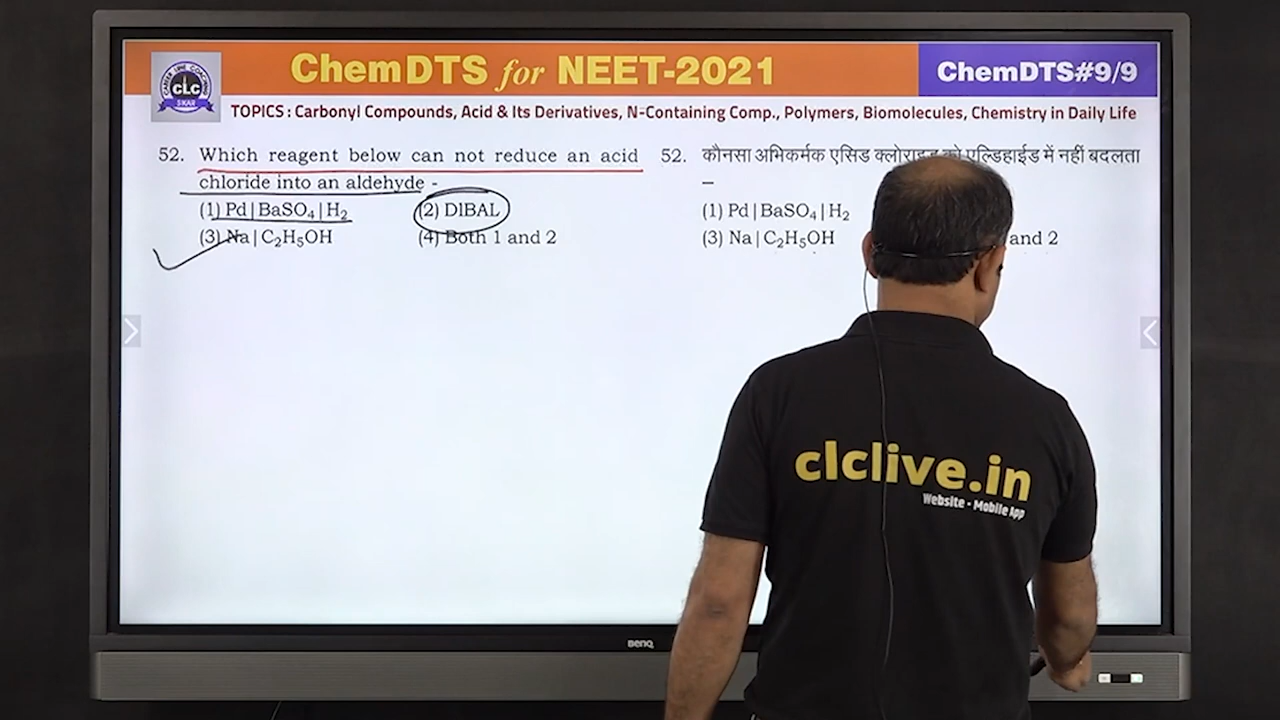 ChemDTS for NEET-2021
ChemDTS#9/9
CLC
SIKAR
TOPICS : Carbonyl Compounds, Acid & Its Derivatives, N-Containing Comp., Polymers, Biomolecules, Chemistry in Daily Life
52. Which reagent below can not reduce an acid
chloride into an aldehyde -
(1) Pd|BaSO₄|H₂ (2) DIBAL
(3) Na|C₂H₅OH (4) Both 1 and 2
52. कौनसा अभिकर्मक एसिड क्लोराइड को एल्डिहाईड में नहीं बदलता
–
(1) Pd|BaSO₄|H₂
(3) Na|C₂H₅OH and 2
clclive.in
Website - Mobile App
BenQ